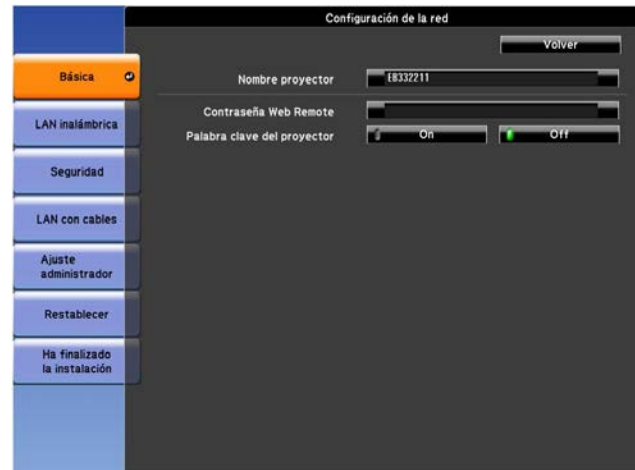 Configuración de la red
Volver
Básica
Nombre proyector
EB332211
Contraseña Web Remote
LAN inalámbrica
Palabra clave del proyector
On
Off
Seguridad
LAN con cables
Ajuste
administrador
Restablecer
Ha finalizado
la instalación